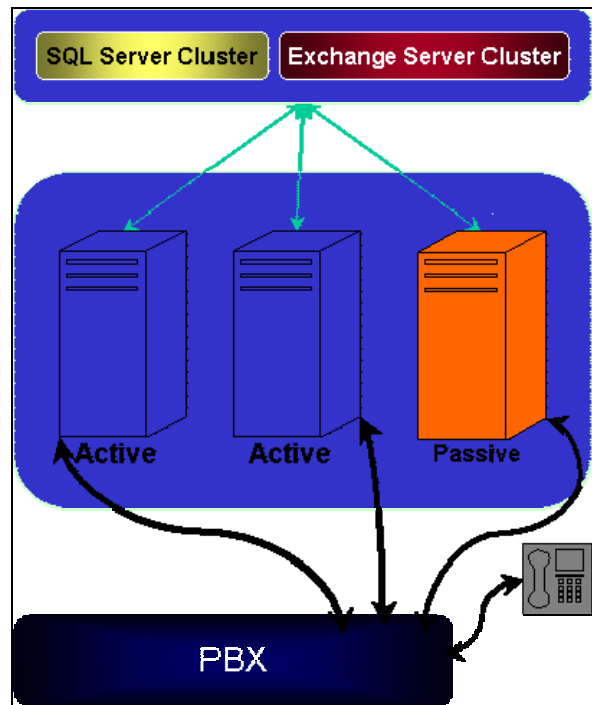 SQL Server Cluster
Exchange Server Cluster
Active
Active
Passive
PBX